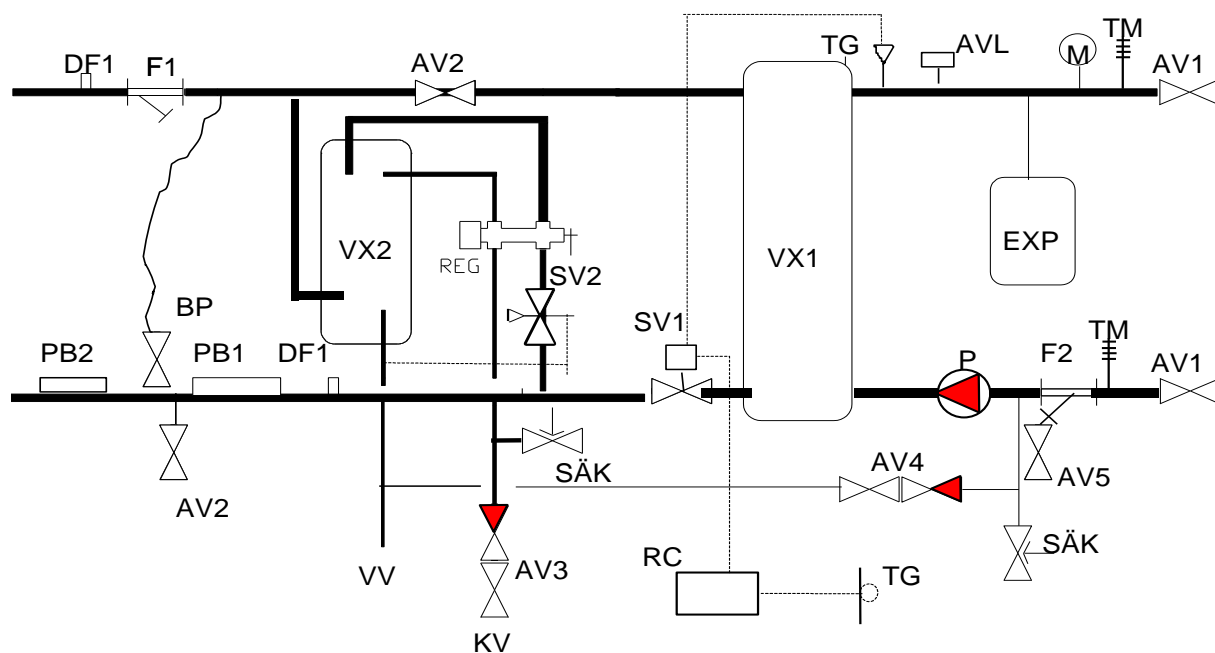 DF1
F1
AV2
TG
AVL
M
TM
AV1
VX2
REG
SV2
VX1
EXP
BP
SV1
PB2
PB1
DF1
P
F2
TM
AV1
AV2
SÄK
AV4
AV5
VV
AV3
KV
RC
TG
SÄK